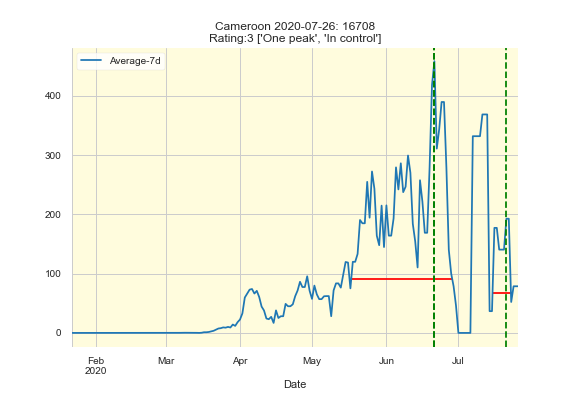 Cameroon 2020-07-26: 16708
Rating:3 ['One peak', 'In control']
Average-7d
400
300
200
100
0
Feb
2020
Mar
Apr
May
Jun
Jul
Date